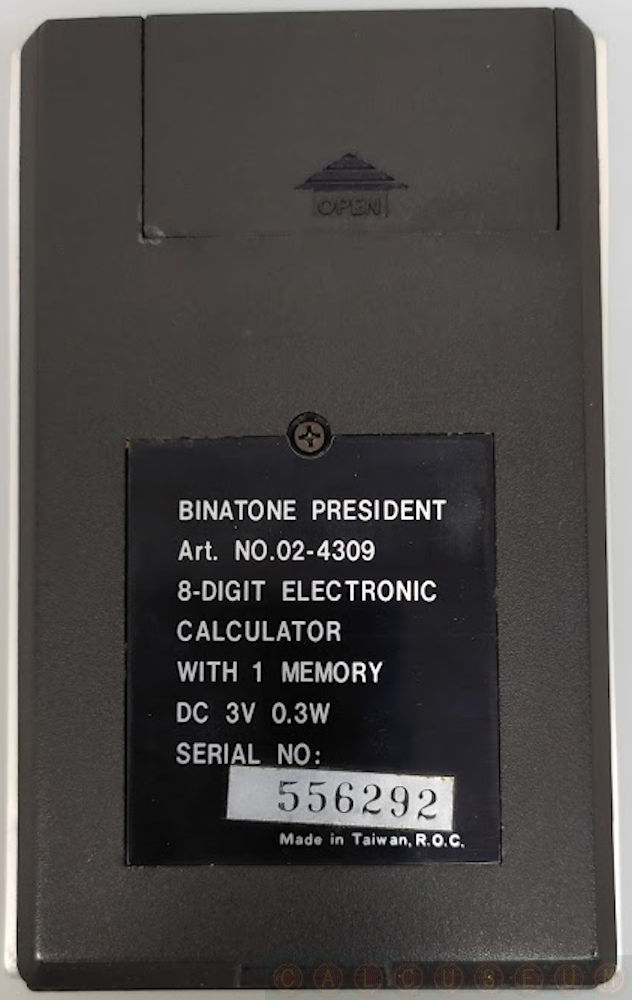 OPEN
BINATONE PRESIDENT
Art. NO.02-4309
8-DIGIT ELECTRONIC
CALCULATOR
WITH 1 MEMORY
DC 3V 0.3W
SERIAL NO:
556292
Made in Taiwan, R.O.C.
CALCUSEUM